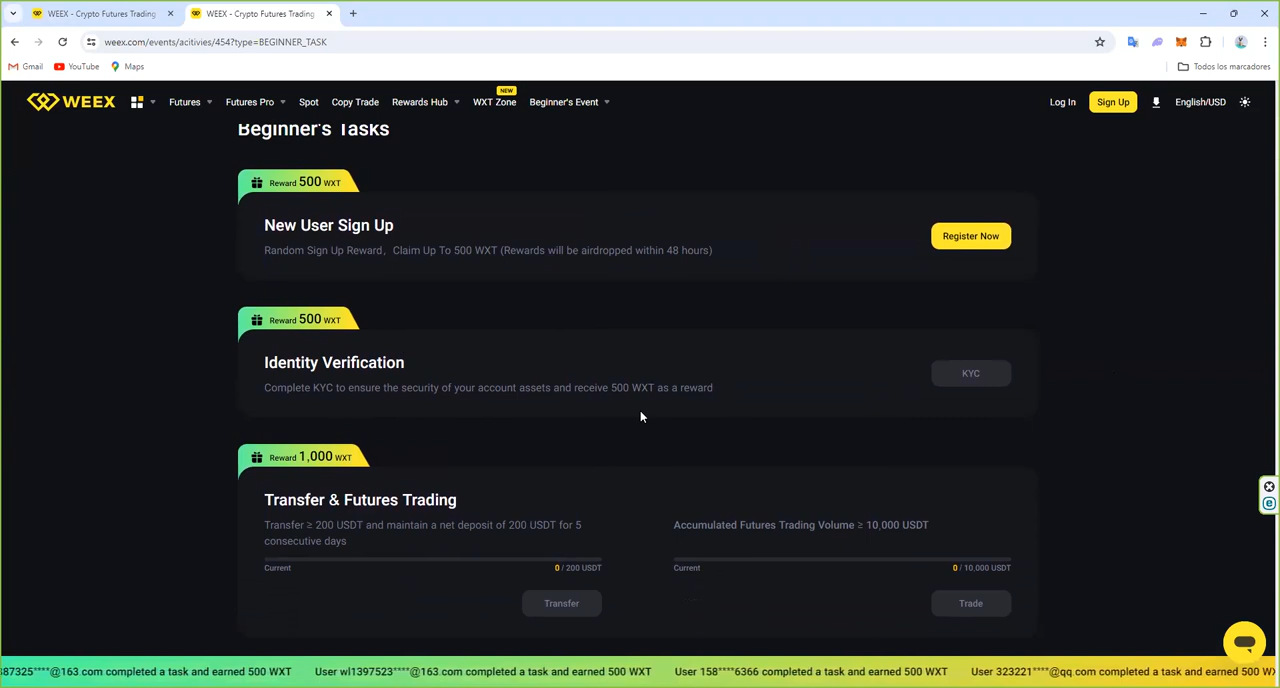 WEEX - Crypto Futures Trading
WEEX - Crypto Futures Trading
weex.com/events/acitivies/454?type=BEGINNER_TASK
Gmail
YouTube
Maps
Todos los marcadores
WEEX
Futures
Futures Pro
Spot
Copy Trade
Rewards Hub
NEW
WXT Zone
Beginner's Event
Log In
Sign Up
English/USD
Beginner's Tasks
Reward 500 WXT
New User Sign Up
Random Sign Up Reward，Claim Up To 500 WXT (Rewards will be airdropped within 48 hours)
Register Now
Reward 500 WXT
Identity Verification
Complete KYC to ensure the security of your account assets and receive 500 WXT as a reward
KYC
Reward 1,000 WXT
Transfer & Futures Trading
Transfer ≥ 200 USDT and maintain a net deposit of 200 USDT for 5
consecutive days
Current
0 / 200 USDT
Transfer
Accumulated Futures Trading Volume ≥ 10,000 USDT
Current
0 / 10,000 USDT
Trade
387325****@163.com completed a task and earned 500 WXT
User wl1397523****@163.com completed a task and earned 500 WXT
User 158****6366 completed a task and earned 500 WXT
User 323221****@qq.com completed a task and earned 500